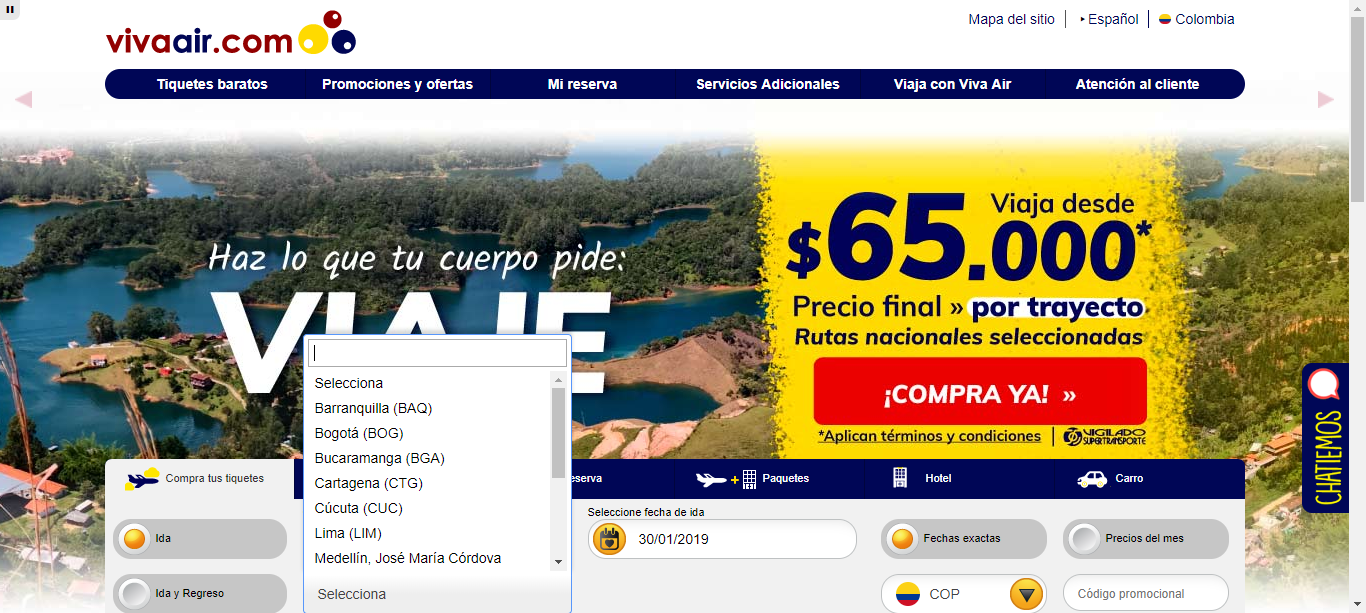 vivaair.com
Mapa del sitio
Español
Colombia
Tiquetes baratos
Promociones y ofertas
Mi reserva
Servicios Adicionales
Viaja con Viva Air
Atención al cliente
Haz lo que tu cuerpo pide:
VIAJE
Viaja desde
$65.000*
Precio final » por trayecto
Rutas nacionales seleccionadas
¡COMPRA YA! »
*Aplican términos y condiciones
VIGILADO
SUPERTRANSPORTE
CHATIEMOS
Selecciona
Barranquilla (BAQ)
Bogotá (BOG)
Bucaramanga (BGA)
Cartagena (CTG)
Cúcuta (CUC)
Lima (LIM)
Medellín, José María Córdova
Selecciona
Compra tus tiquetes
eserva
Paquetes
Hotel
Carro
Ida
Ida y Regreso
Seleccione fecha de ida
30/01/2019
Fechas exactas
Precios del mes
COP
Código promocional